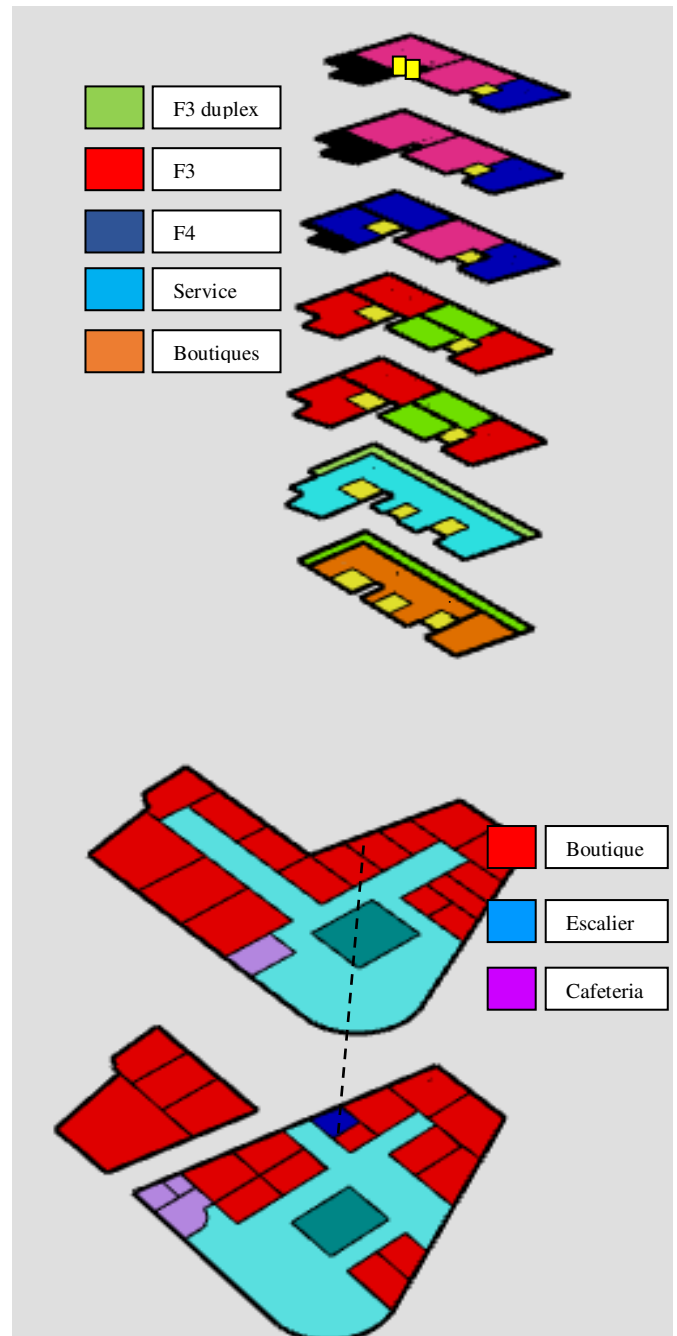 F3 duplex
F3
F4
Service
Boutiques
Boutique
Escalier
Cafeteria